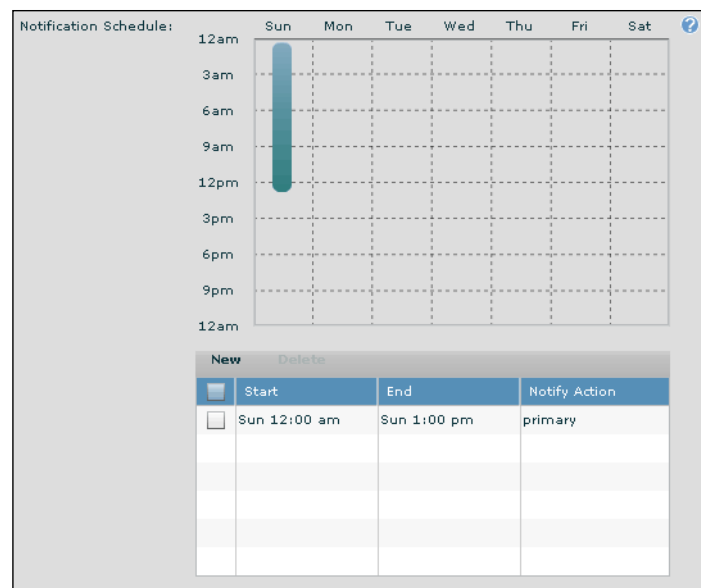 Notification Schedule:
Sun Mon Tue Wed Thu Fri Sat ?
12am
3am
6am
9am
12pm
3pm
6pm
9pm
12am
New Delete
Start End Notify Action
Sun 12:00 am Sun 1:00 pm primary